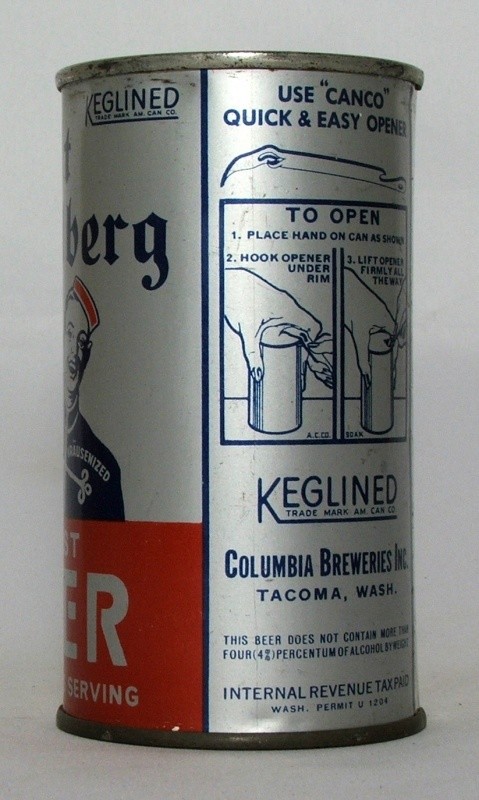 KEGLINED
TRADE MARK AM. CAN CO.
t
berg
KRAUSENIZED
ST
ER
SERVING
USE "CANCO"
QUICK & EASY OPENER
TO OPEN
1. PLACE HAND ON CAN AS SHOWN
2. HOOK OPENER
UNDER
RIM
3. LIFT OPENER
FIRMLY ALL
THE WAY
A.C.CO.
80AK
KEGLINED
TRADE MARK AM. CAN CO.
COLUMBIA BREWERIES INC.
TACOMA, WASH.
THIS BEER DOES NOT CONTAIN MORE THAN
FOUR (4%) PERCENTUM OF ALCOHOL BY WEIGHT
INTERNAL REVENUE TAX PAID
WASH. PERMIT U 1204